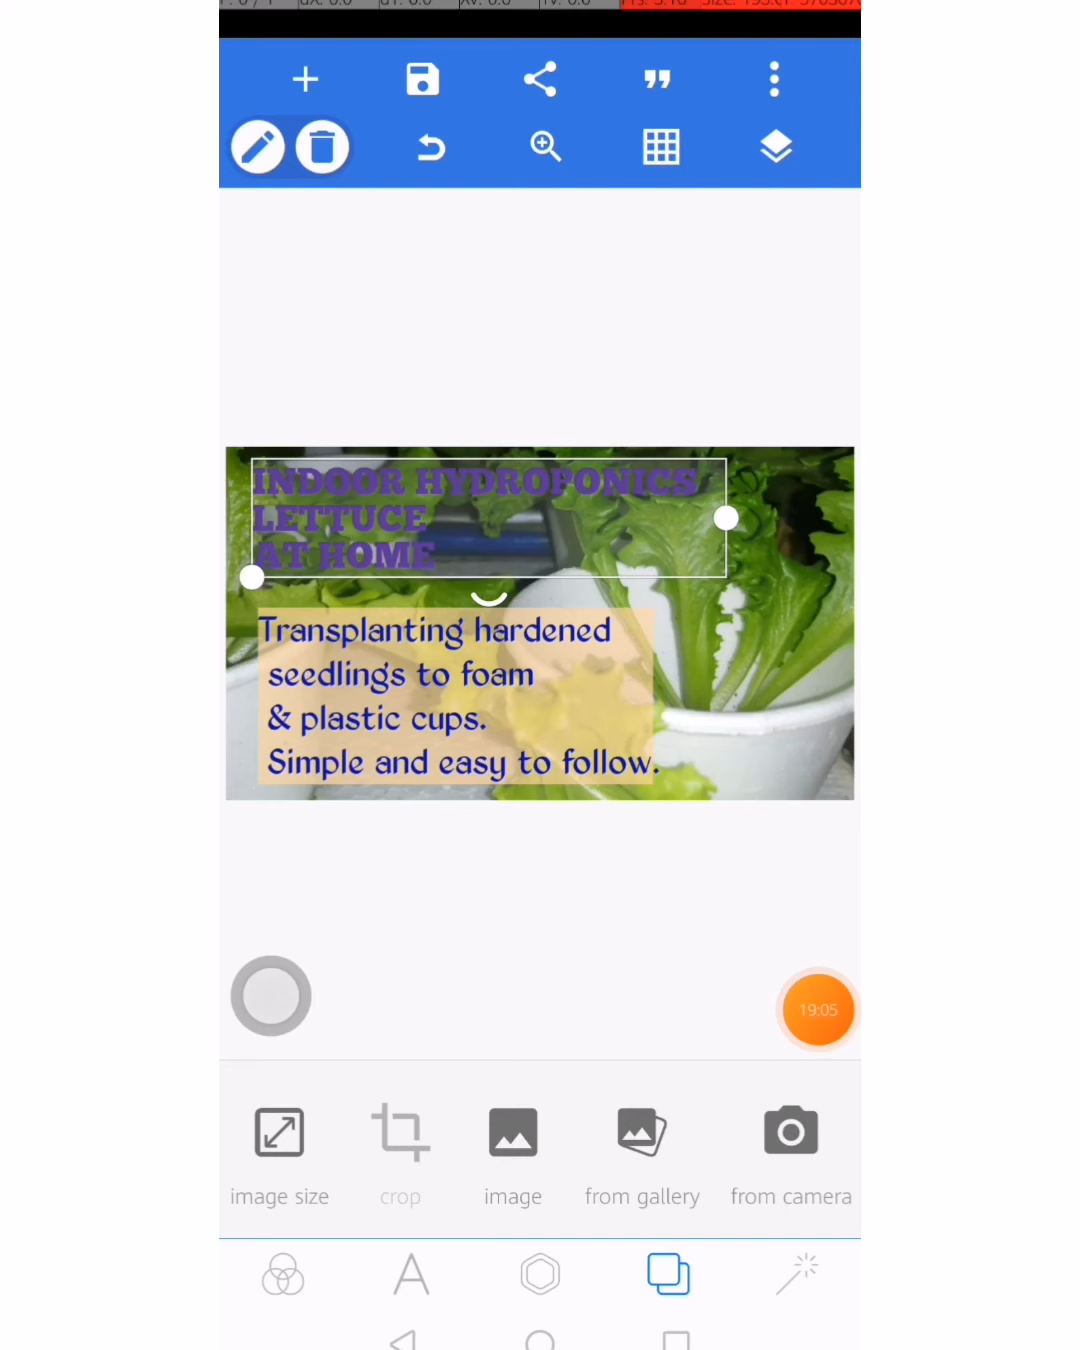 INDOOR HYDROPONICS
LETTUCE
AT HOME
Transplanting hardened
seedlings to foam
& plastic cups.
Simple and easy to follow.
19:05
image size
crop
image
from gallery
from camera